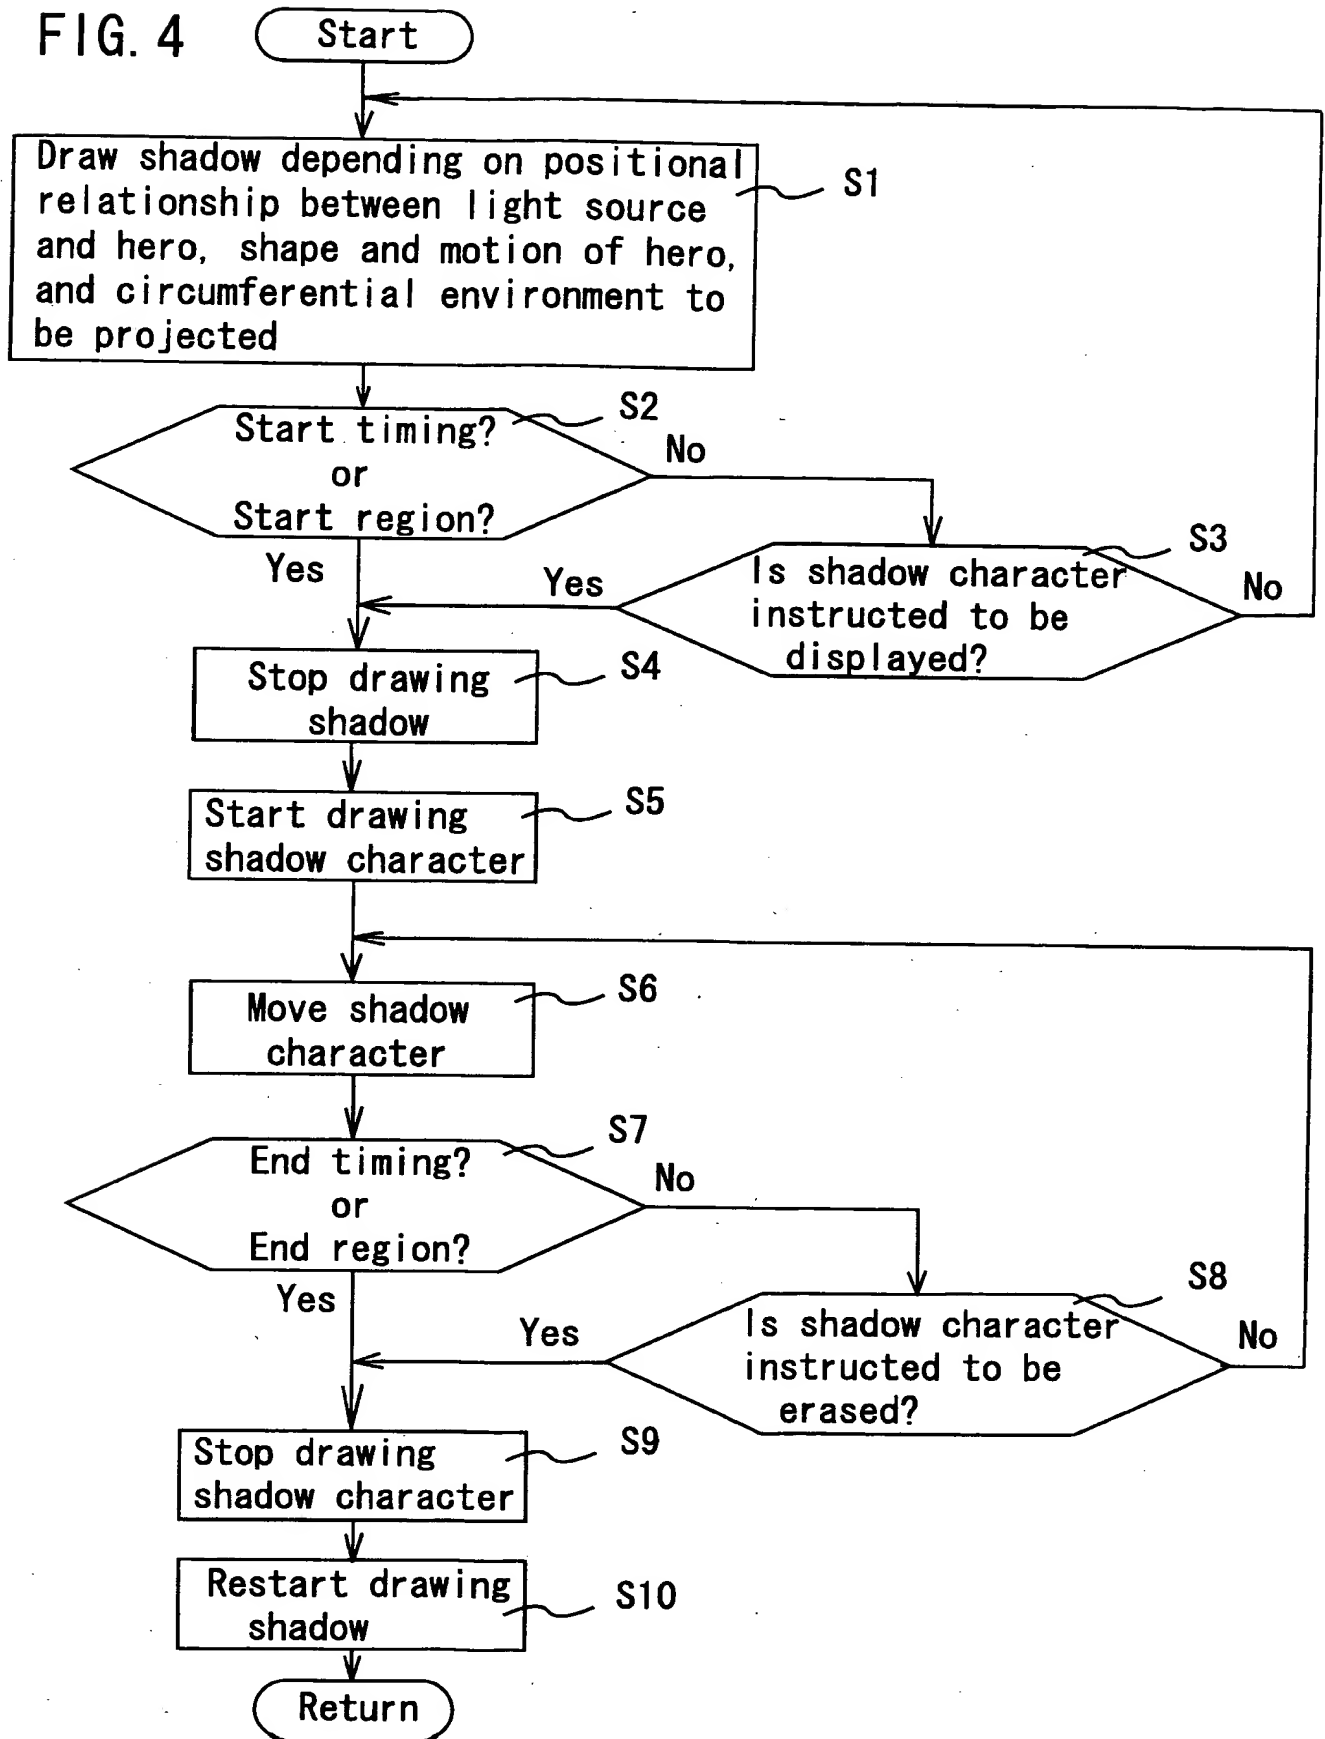 FIG. 4
Start
Draw shadow depending on positional
relationship between light source
and hero, shape and motion of hero,
and circumferential environment to
be projected
S1
Start timing?
or
Start region?
S2
No
Yes
Is shadow character
instructed to be
displayed?
S3
Yes
No
Stop drawing
shadow
S4
Start drawing
shadow character
S5
Move shadow
character
S6
End timing?
or
End region?
S7
No
Yes
Is shadow character
instructed to be
erased?
S8
Yes
No
Stop drawing
shadow character
S9
Restart drawing
shadow
S10
Return